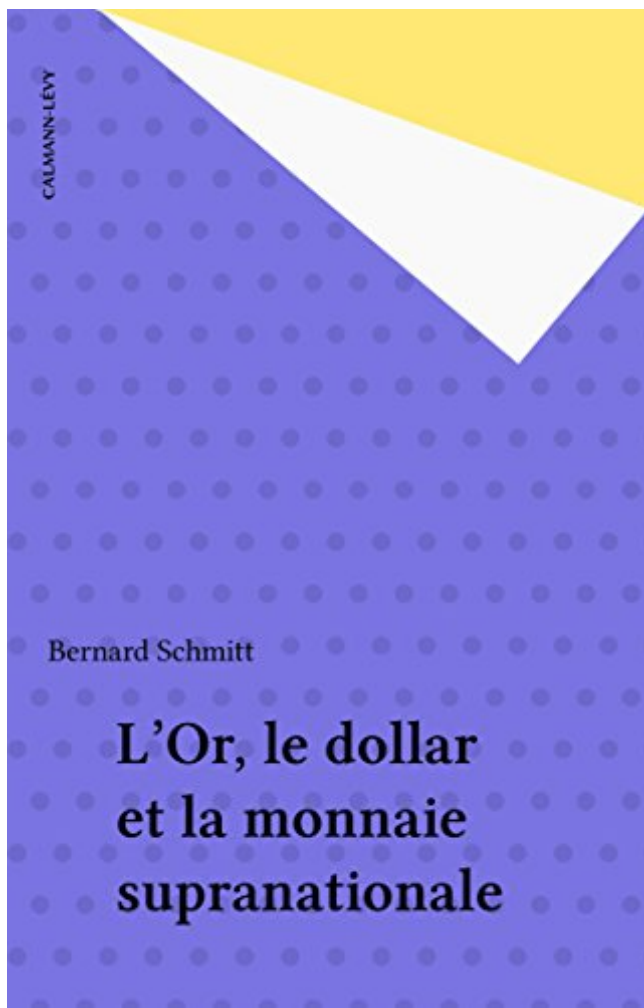 CALMANN-LÉVY
Bernard Schmitt
L’Or, le dollar
et la monnaie
supranationale